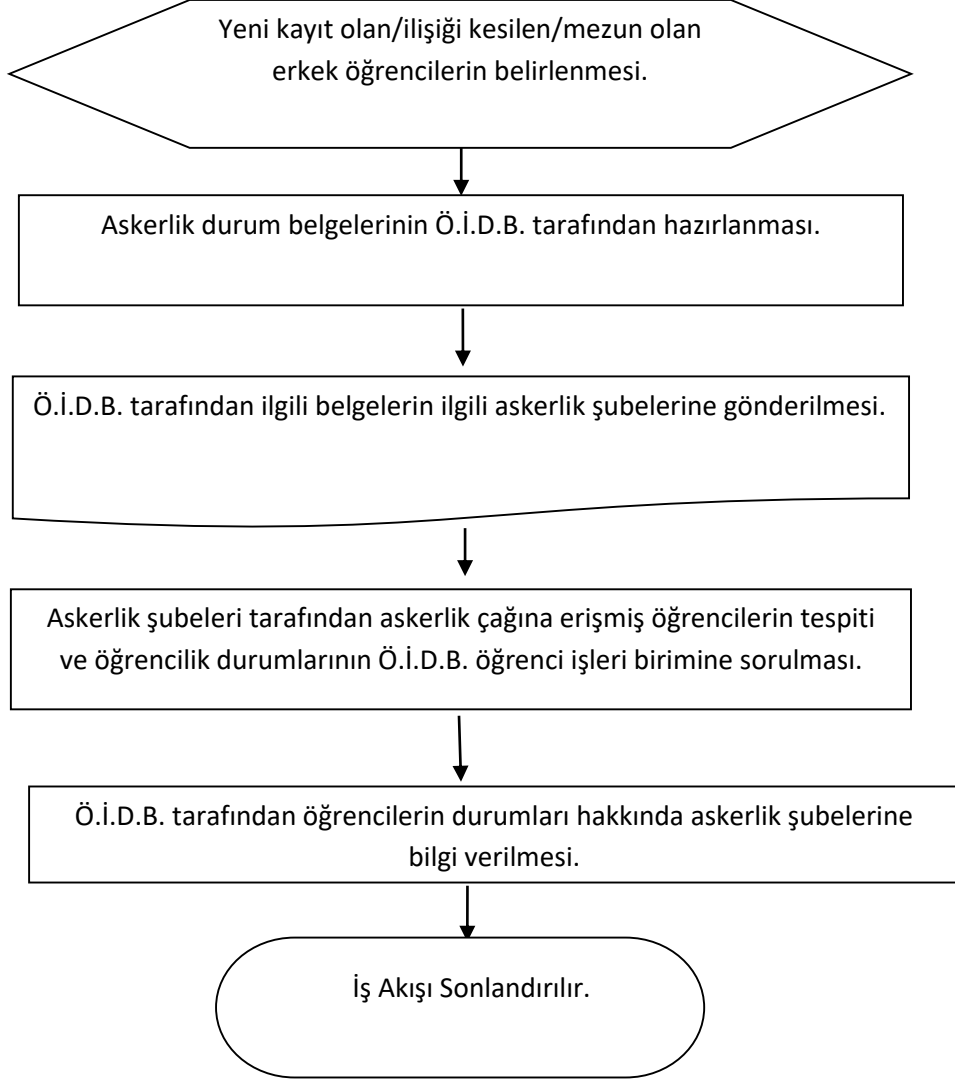 Yeni kayıt olan/ilişiği kesilen/mezun olan
erkek öğrencilerin belirlenmesi.
Askerlik durum belgelerinin Ö.İ.D.B. tarafından hazırlanması.
Ö.İ.D.B. tarafından ilgili belgelerin ilgili askerlik şubelerine gönderilmesi.
Askerlik şubeleri tarafından askerlik çağına erişmiş öğrencilerin tespiti
ve öğrencilik durumlarının Ö.İ.D.B. öğrenci işleri birimine sorulması.
Ö.İ.D.B. tarafından öğrencilerin durumları hakkında askerlik şubelerine
bilgi verilmesi.
İş Akışı Sonlandırılır.